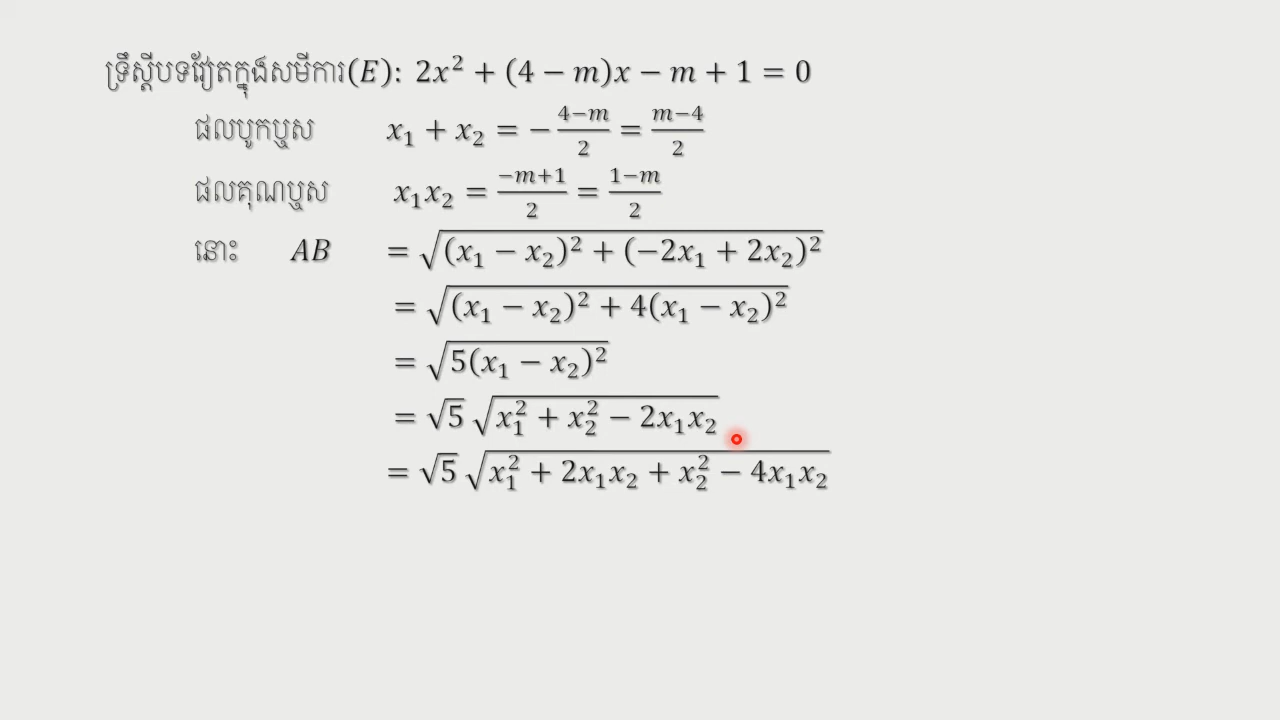 ទ្រឹស្តីបទវៀតក្នុងសមីការ(E): 2x² + (4 − m)x − m + 1 = 0
ផលបូកឬស x₁ + x₂ = − (4−m)/2 = (m−4)/2
ផលគុណឬស x₁x₂ = (−m+1)/2 = (1−m)/2
នោះ AB = √((x₁ − x₂)² + (−2x₁ + 2x₂)²)
= √((x₁ − x₂)² + 4(x₁ − x₂)²)
= √(5(x₁ − x₂)²)
= √5 √(x₁² + x₂² − 2x₁x₂)
= √5 √(x₁² + 2x₁x₂ + x₂² − 4x₁x₂)